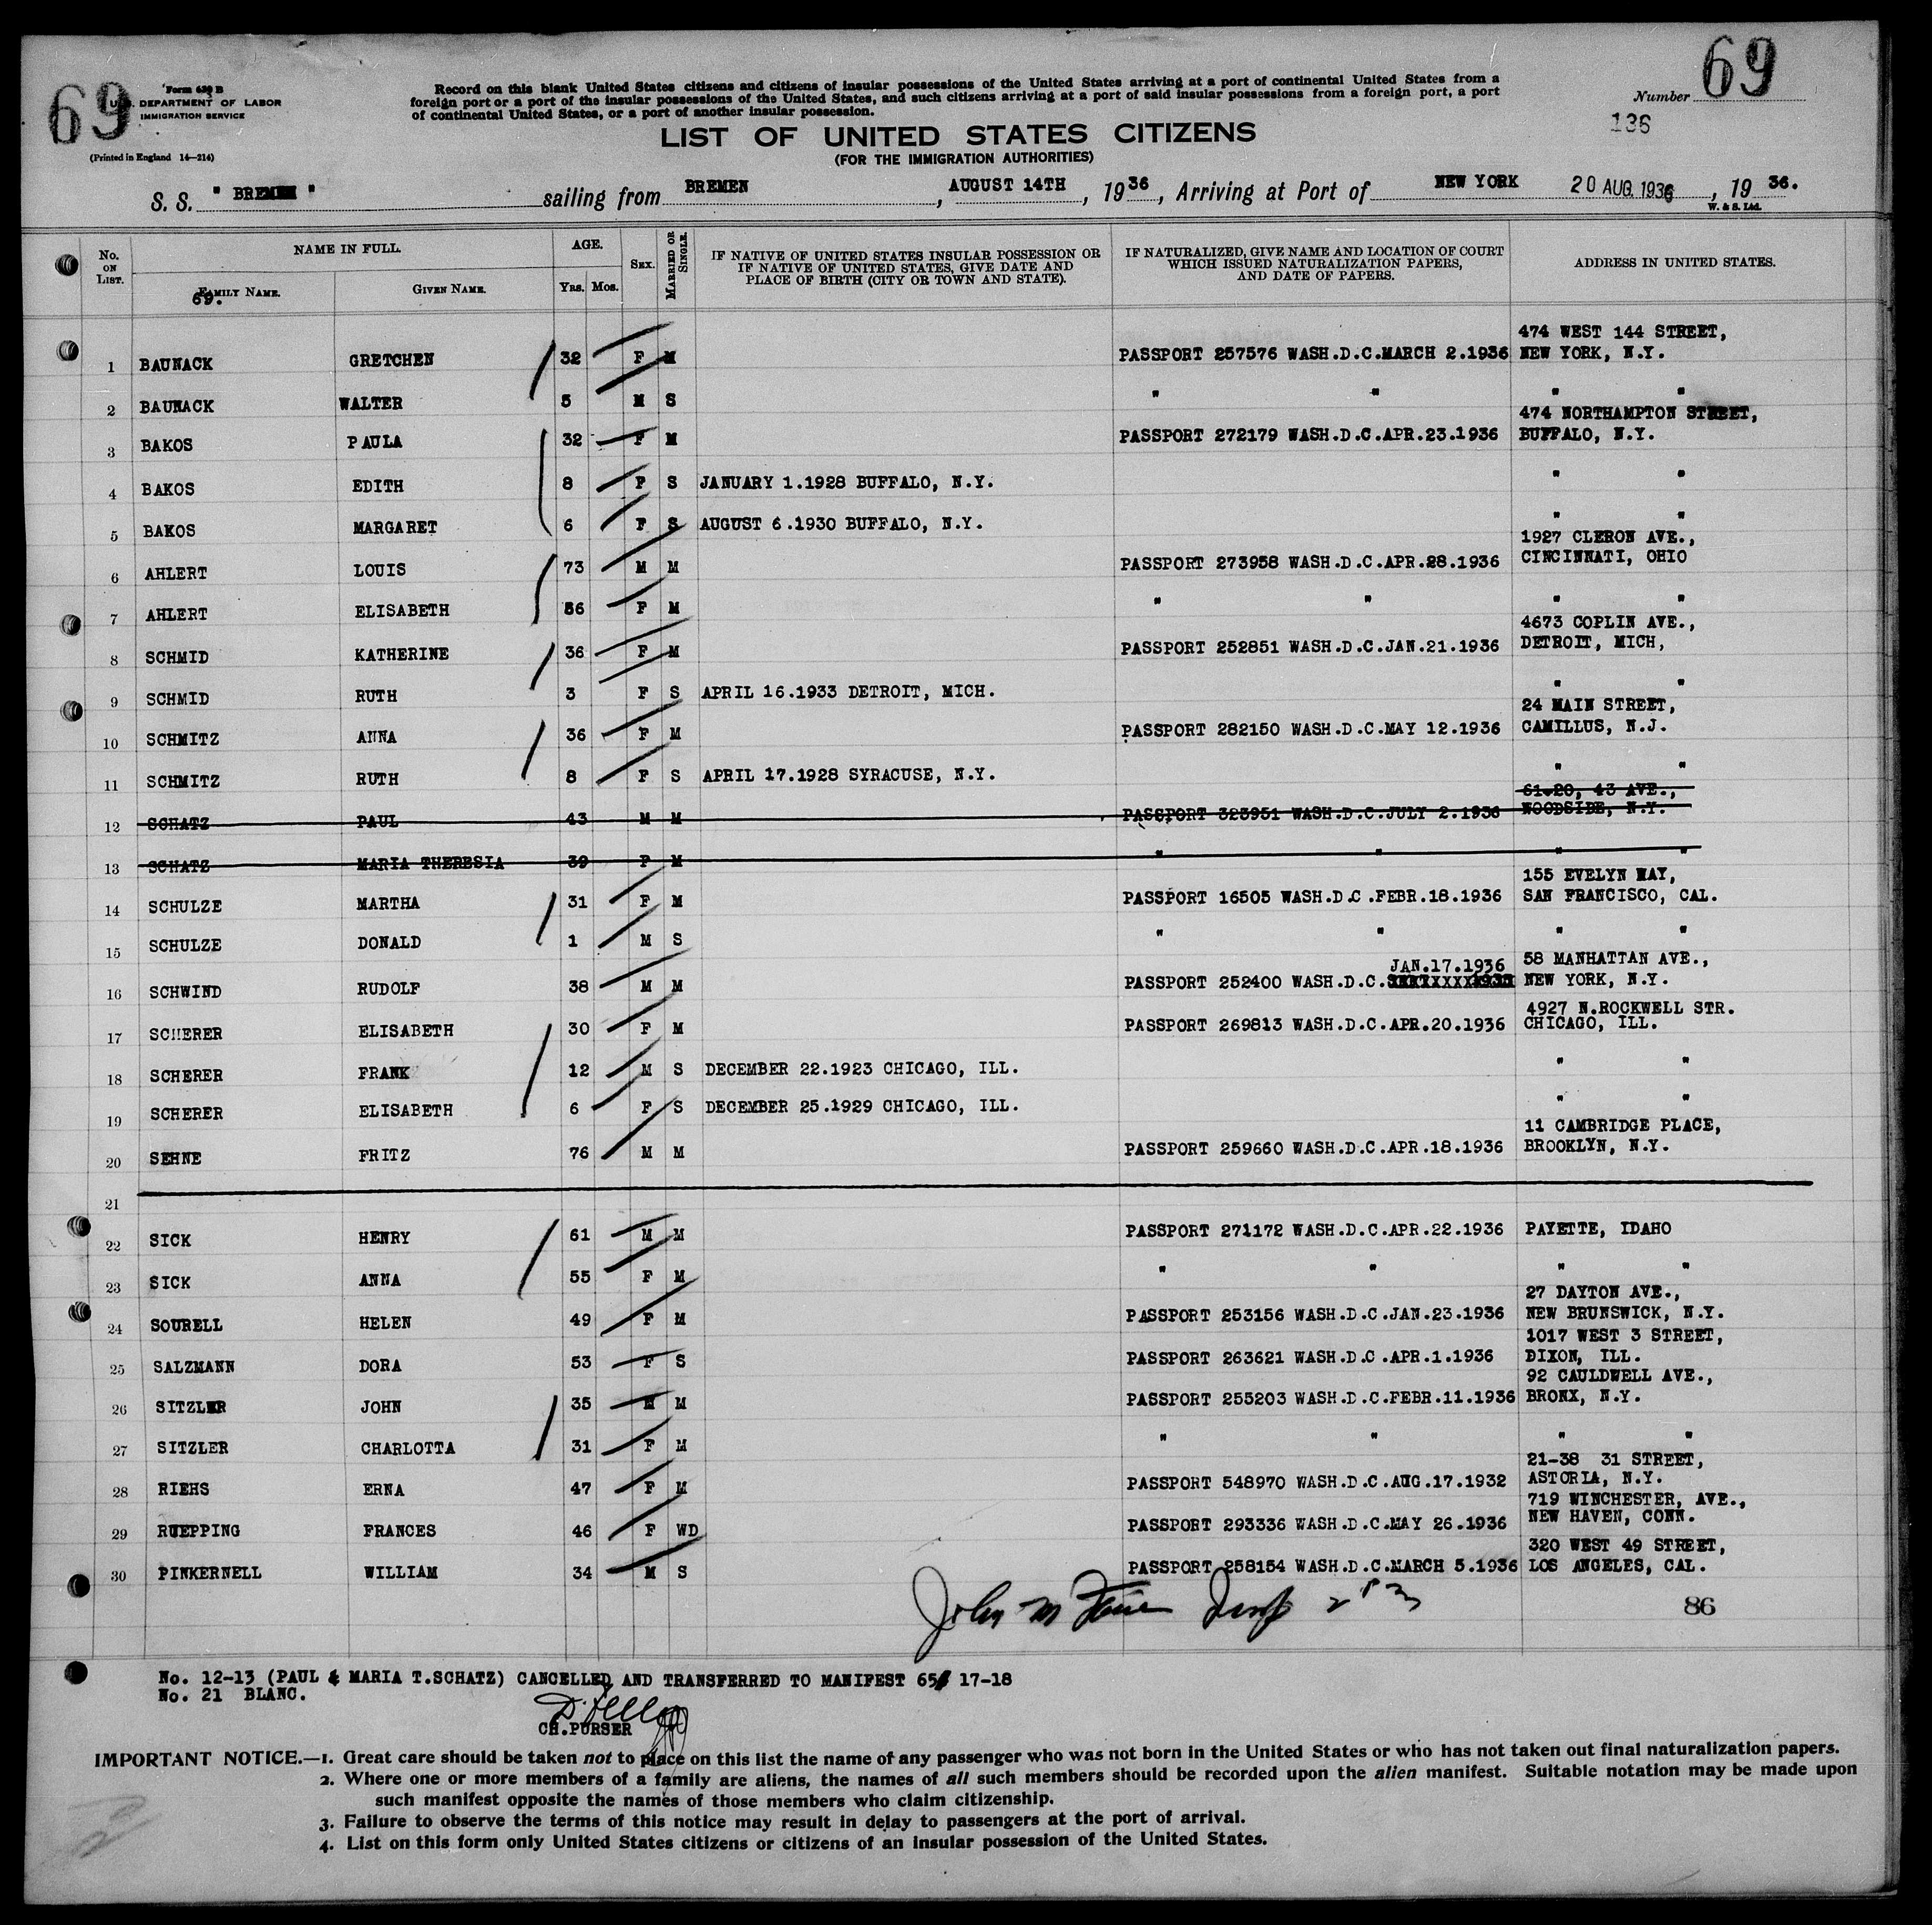 69
Form 639 B
U.S. DEPARTMENT OF LABOR
IMMIGRATION SERVICE
(Printed in England 14—214)
Record on this blank United States citizens and citizens of insular possessions of the United States arriving at a port of continental United States from a
foreign port or a port of the insular possessions of the United States, and such citizens arriving at a port of said insular possessions from a foreign port, a port
of continental United States, or a port of another insular possession.
69
Number
136
LIST OF UNITED STATES CITIZENS
(FOR THE IMMIGRATION AUTHORITIES)
S. S. " BREMEN " sailing from BREMEN, AUGUST 14TH, 1936, Arriving at Port of NEW YORK 20 AUG. 1936, 1936.
W. & S. Ltd.
No. ON LIST. NAME IN FULL. AGE. SEX. MARRIED OR SINGLE. IF NATIVE OF UNITED STATES INSULAR POSSESSION OR IF NATIVE OF UNITED STATES, GIVE DATE AND PLACE OF BIRTH (CITY OR TOWN AND STATE). IF NATURALIZED, GIVE NAME AND LOCATION OF COURT WHICH ISSUED NATURALIZATION PAPERS, AND DATE OF PAPERS. ADDRESS IN UNITED STATES.
FAMILY NAME. GIVEN NAME. YRS. MOS.
69.
474 WEST 144 STREET,
1 BAUNACK GRETCHEN 32 F M PASSPORT 257576 WASH.D.C.MARCH 2.1936 NEW YORK, N.Y.
2 BAUNACK WALTER 5 M S " " " "
474 NORTHAMPTON STREET,
3 BAKOS PAULA 32 F M PASSPORT 272179 WASH.D.C.APR.23.1936 BUFFALO, N.Y.
4 BAKOS EDITH 8 F S JANUARY 1.1928 BUFFALO, N.Y. " "
5 BAKOS MARGARET 6 F S AUGUST 6.1930 BUFFALO, N.Y. " "
1927 CLERON AVE.,
6 AHLERT LOUIS 73 M M PASSPORT 273958 WASH.D.C.APR.28.1936 CINCINNATI, OHIO
7 AHLERT ELISABETH F M " " " "
4673 COPLIN AVE.,
8 SCHMID KATHERINE 36 F M PASSPORT 252851 WASH.D.C.JAN.21.1936 DETROIT, MICH,
9 SCHMID RUTH 3 F S APRIL 16.1933 DETROIT, MICH. " "
24 MAIN STREET,
10 SCHMITZ ANNA 36 F M PASSPORT 282150 WASH.D.C.MAY 12.1936 CAMILLUS, N.J.
11 SCHMITZ RUTH 8 F S APRIL 17.1928 SYRACUSE, N.Y. " "
61-20, 43 AVE.,
12 SCHATZ PAUL 43 M M PASSPORT 323951 WASH.D.C.JULY 2.1936 WOODSIDE, N.Y.
13 SCHATZ MARIA THERESIA 39 F M " " " "
155 EVELYN WAY,
14 SCHULZE MARTHA 31 F M PASSPORT 16505 WASH.D.C.FEBR.18.1936 SAN FRANCISCO, CAL.
15 SCHULZE DONALD 1 M S " " " "
JAN.17.1936 58 MANHATTAN AVE.,
16 SCHWIND RUDOLF 38 M M PASSPORT 252400 WASH.D.C. NEW YORK, N.Y.
4927 N.ROCKWELL STR.
17 SCHERER ELISABETH 30 F M PASSPORT 269813 WASH.D.C.APR.20.1936 CHICAGO, ILL.
18 SCHERER FRANK 12 M S DECEMBER 22.1923 CHICAGO, ILL. " "
19 SCHERER ELISABETH 6 F S DECEMBER 25.1929 CHICAGO, ILL. " "
11 CAMBRIDGE PLACE,
20 SEHNE FRITZ 76 M M PASSPORT 259660 WASH.D.C.APR.18.1936 BROOKLYN, N.Y.
21
22 SICK HENRY 61 M M PASSPORT 271172 WASH.D.C.APR.22.1936 PAYETTE, IDAHO
23 SICK ANNA 55 F M " " " "
27 DAYTON AVE.,
24 SOURELL HELEN 49 F M PASSPORT 253156 WASH.D.C.JAN.23.1936 NEW BRUNSWICK, N.Y.
1017 WEST 3 STREET,
25 SALZMANN DORA 53 F S PASSPORT 263621 WASH.D.C.APR.1.1936 DIXON, ILL.
92 CAULDWELL AVE.,
26 SITZLER JOHN 35 M M PASSPORT 255203 WASH.D.C.FEBR.11.1936 BRONX, N.Y.
27 SITZLER CHARLOTTA 31 F M " " " "
21-38 31 STREET,
28 RIEHS ERNA 47 F M PASSPORT 548970 WASH.D.C.AUG.17.1932 ASTORIA, N.Y.
719 WINCHESTER, AVE.,
29 RUEPPING FRANCES 46 F WD PASSPORT 293336 WASH.D.C.MAY 26.1936 NEW HAVEN, CONN.
320 WEST 49 STREET,
30 PINKERNELL WILLIAM 34 M S PASSPORT 258154 WASH.D.C.MARCH 5.1936 LOS ANGELES, CAL.
John M
86
No. 12-13 (PAUL & MARIA T.SCHATZ) CANCELLED AND TRANSFERRED TO MANIFEST 65 17-18
No. 21 BLANC.
CH.PURSER
IMPORTANT NOTICE.—1. Great care should be taken not to place on this list the name of any passenger who was not born in the United States or who has not taken out final naturalization papers.
2. Where one or more members of a family are aliens, the names of all such members should be recorded upon the alien manifest. Suitable notation may be made upon
such manifest opposite the names of those members who claim citizenship.
3. Failure to observe the terms of this notice may result in delay to passengers at the port of arrival.
4. List on this form only United States citizens or citizens of an insular possession of the United States.